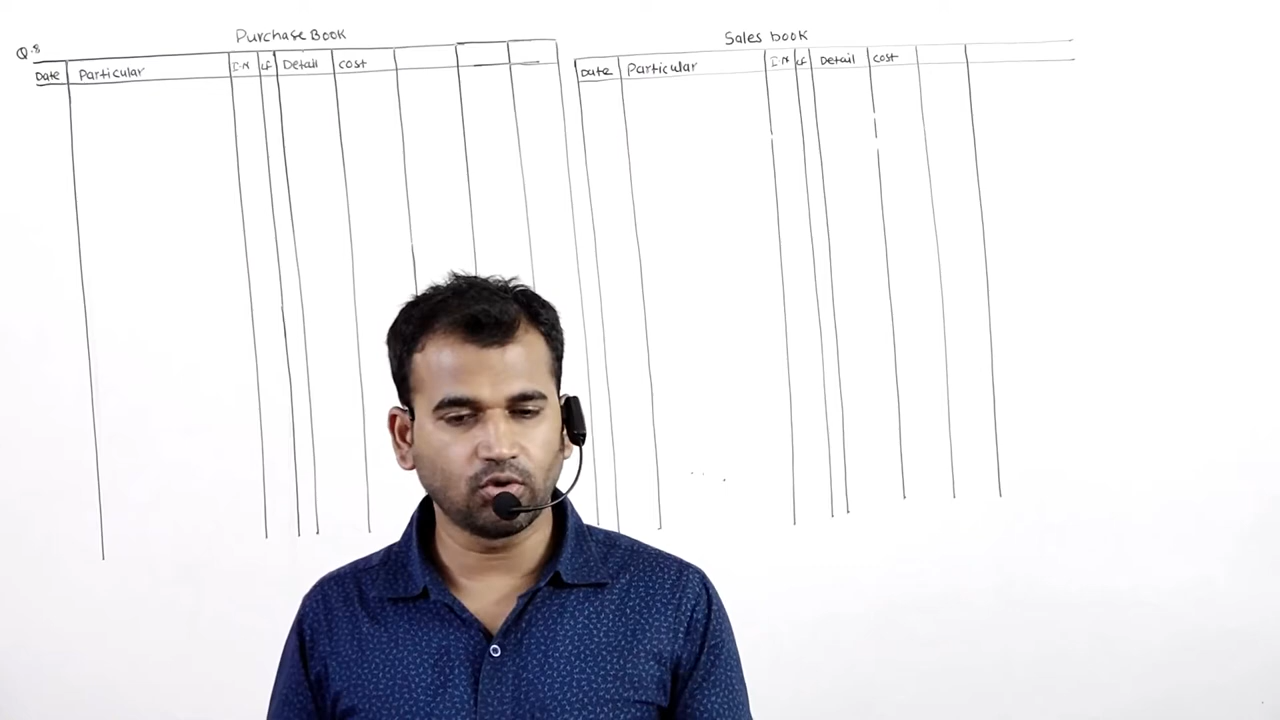 Q.8
Purchase Book
Date Particular I.N LF Detail Cost
Sales book
Date Particular I.N LF Detail Cost